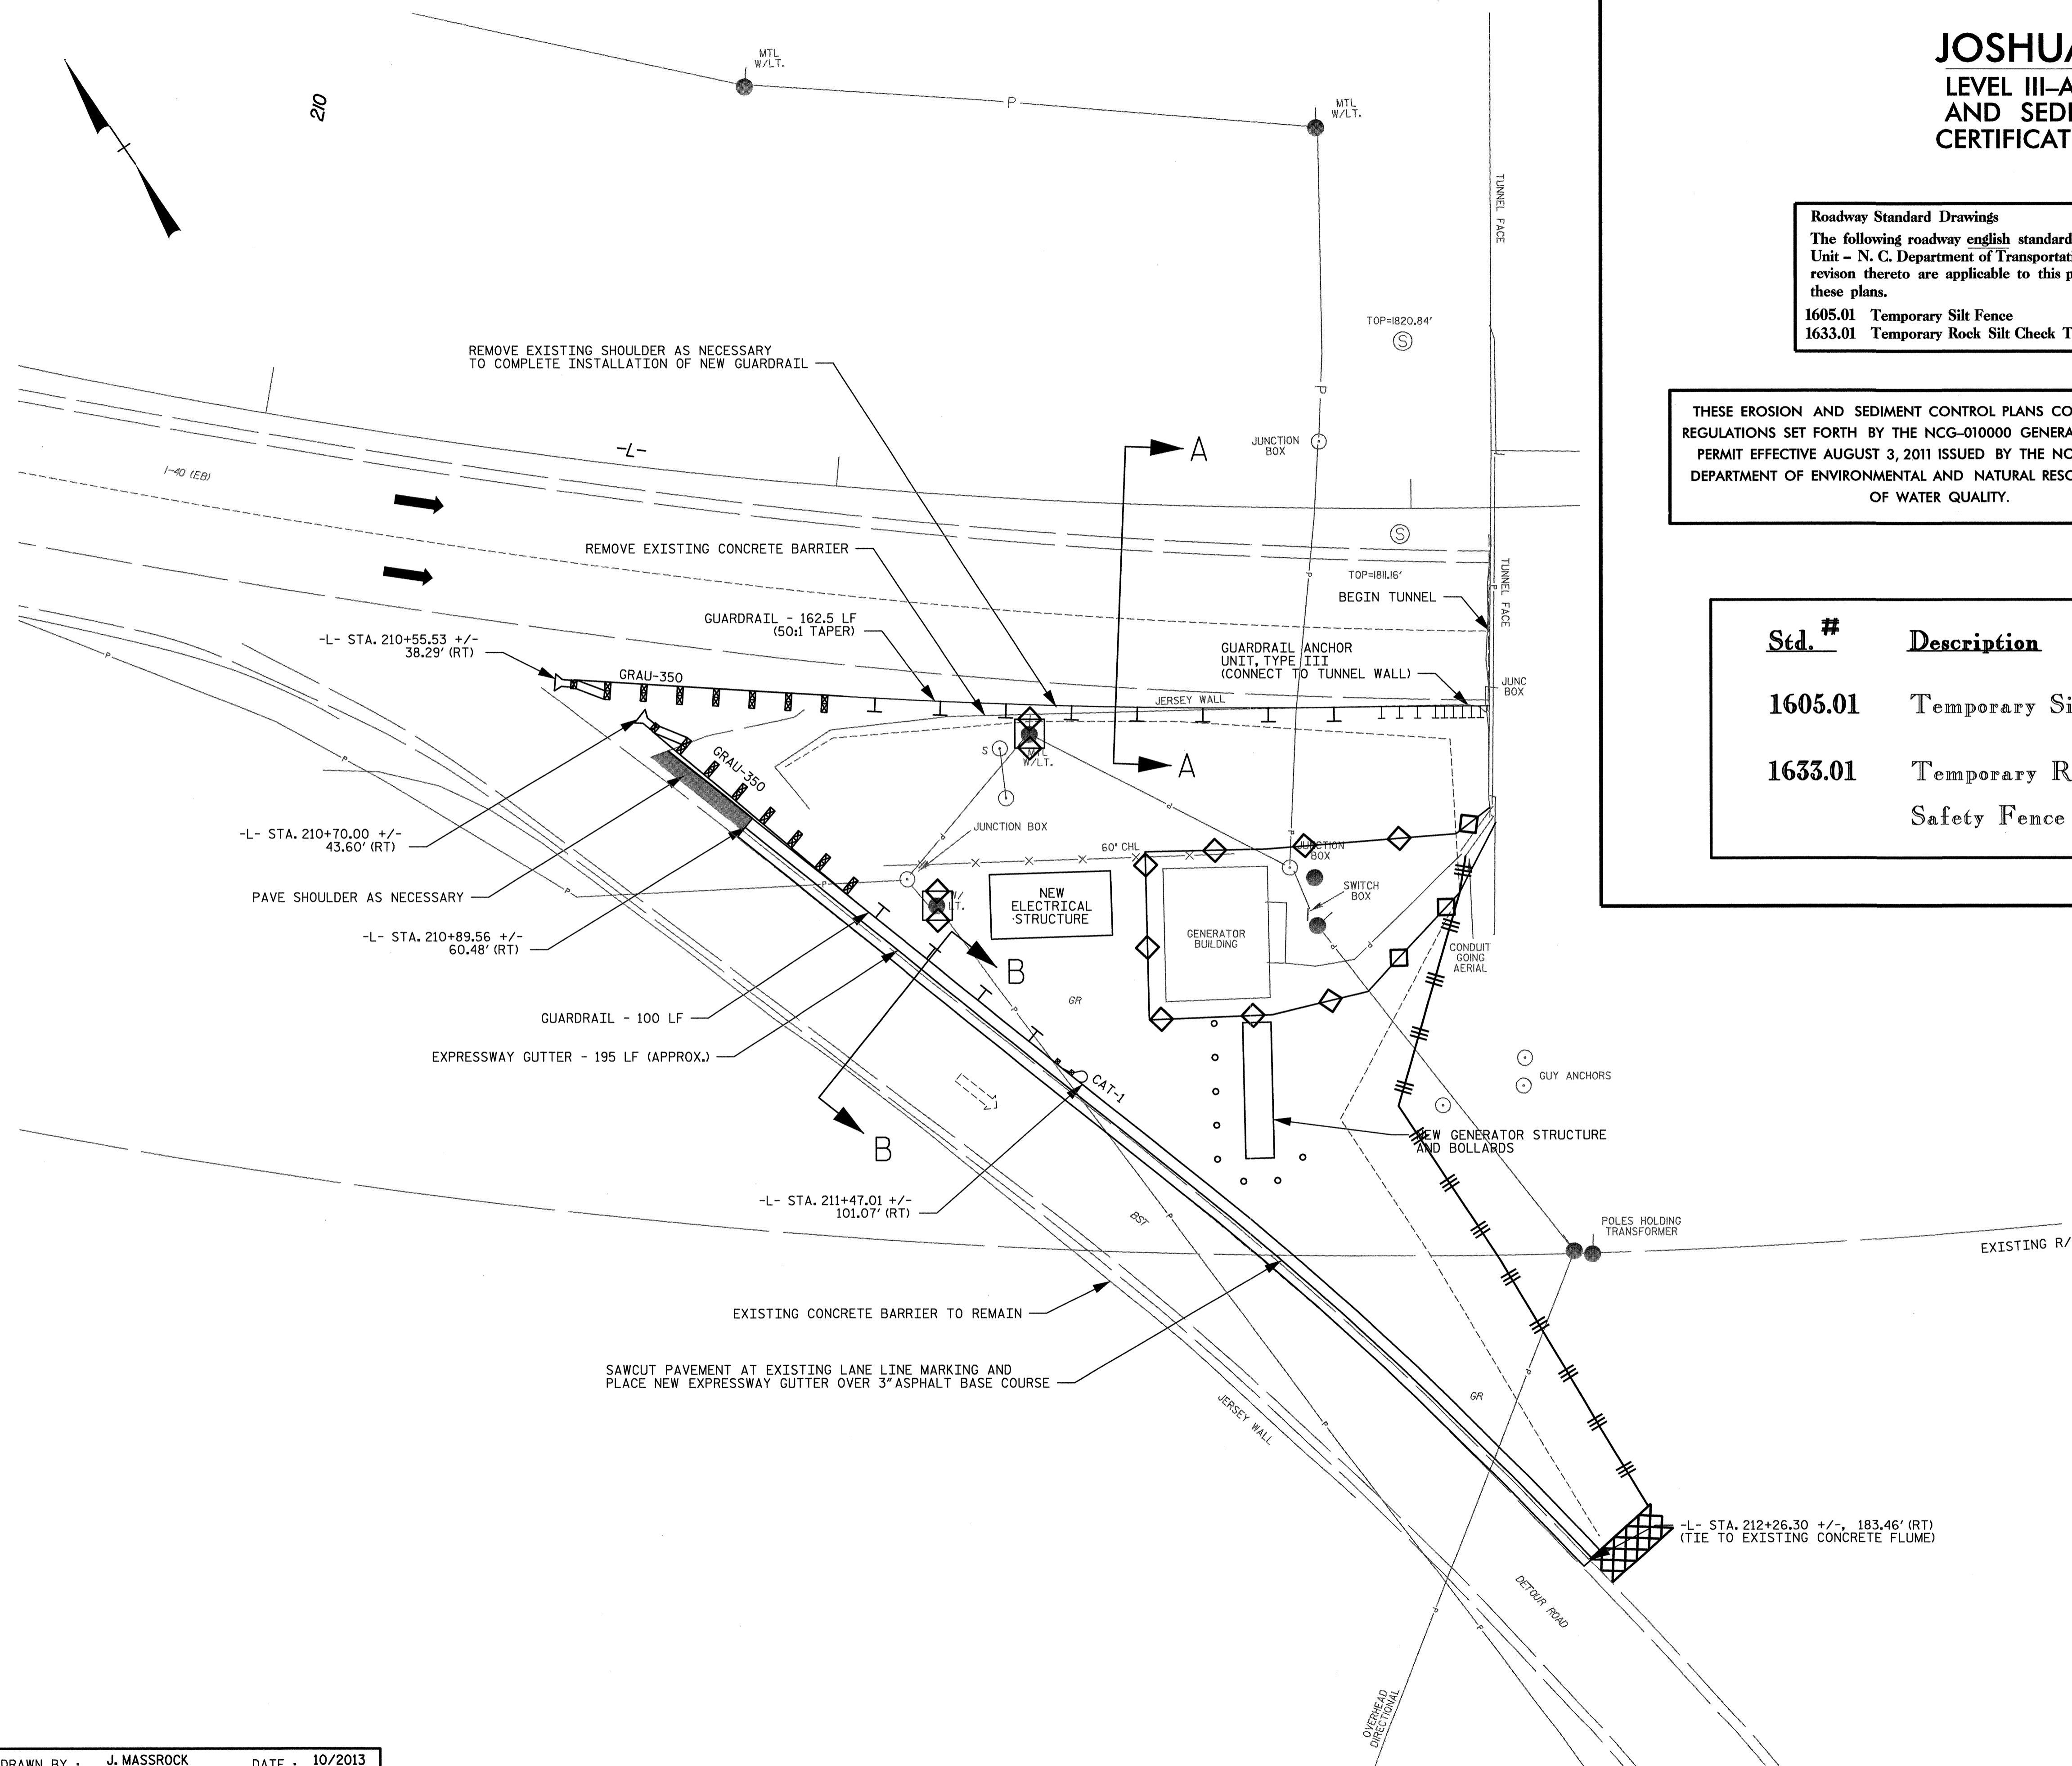 MTL
W/LT.
P
MTL
W/LT.
210
TUNNEL FACE
TOP=1820.84'
S
REMOVE EXISTING SHOULDER AS NECESSARY
TO COMPLETE INSTALLATION OF NEW GUARDRAIL
P
JUNCTION
BOX
A
-L-
I-40 (EB)
S
REMOVE EXISTING CONCRETE BARRIER
P
TOP=1811.16'
BEGIN TUNNEL
P
TUNNEL FACE
GUARDRAIL - 162.5 LF
(50:1 TAPER)
-L- STA. 210+55.53 +/-
38.29' (RT)
P
GUARDRAIL ANCHOR
UNIT, TYPE III
(CONNECT TO TUNNEL WALL)
GRAU-350
JUNC
BOX
JERSEY WALL
S
MTL
W/LT.
A
P
GRAU-350
P
-L- STA. 210+70.00 +/-
43.60' (RT)
JUNCTION BOX
P
P
60" CHL
JUNCTION
BOX
P
P
PAVE SHOULDER AS NECESSARY
W/
LT.
NEW
ELECTRICAL
STRUCTURE
SWITCH
BOX
-L- STA. 210+89.56 +/-
60.48' (RT)
GENERATOR
BUILDING
P
P
CONDUIT
GOING
AERIAL
B
GR
P
GUARDRAIL - 100 LF
EXPRESSWAY GUTTER - 195 LF (APPROX.)
GUY ANCHORS
CAT-1
B
NEW GENERATOR STRUCTURE
AND BOLLARDS
-L- STA. 211+47.01 +/-
101.07' (RT)
BST
P
POLES HOLDING
TRANSFORMER
EXISTING R/
EXISTING CONCRETE BARRIER TO REMAIN
SAWCUT PAVEMENT AT EXISTING LANE LINE MARKING AND
PLACE NEW EXPRESSWAY GUTTER OVER 3" ASPHALT BASE COURSE
P
GR
JERSEY WALL
P
-L- STA. 212+26.30 +/-, 183.46' (RT)
(TIE TO EXISTING CONCRETE FLUME)
DETOUR ROAD
P
P
OVERHEAD
DIRECTIONAL
DRAWN BY : J. MASSROCK DATE : 10/2013
JOSHUA
LEVEL III-A
AND SEDI
CERTIFICAT
Roadway Standard Drawings
The following roadway english standard
Unit - N. C. Department of Transportati
revison thereto are applicable to this p
these plans.
1605.01 Temporary Silt Fence
1633.01 Temporary Rock Silt Check T
THESE EROSION AND SEDIMENT CONTROL PLANS CO
REGULATIONS SET FORTH BY THE NCG-010000 GENERA
PERMIT EFFECTIVE AUGUST 3, 2011 ISSUED BY THE NC
DEPARTMENT OF ENVIRONMENTAL AND NATURAL RESO
OF WATER QUALITY.
Std. # Description
1605.01 Temporary Si
1633.01 Temporary R
Safety Fence